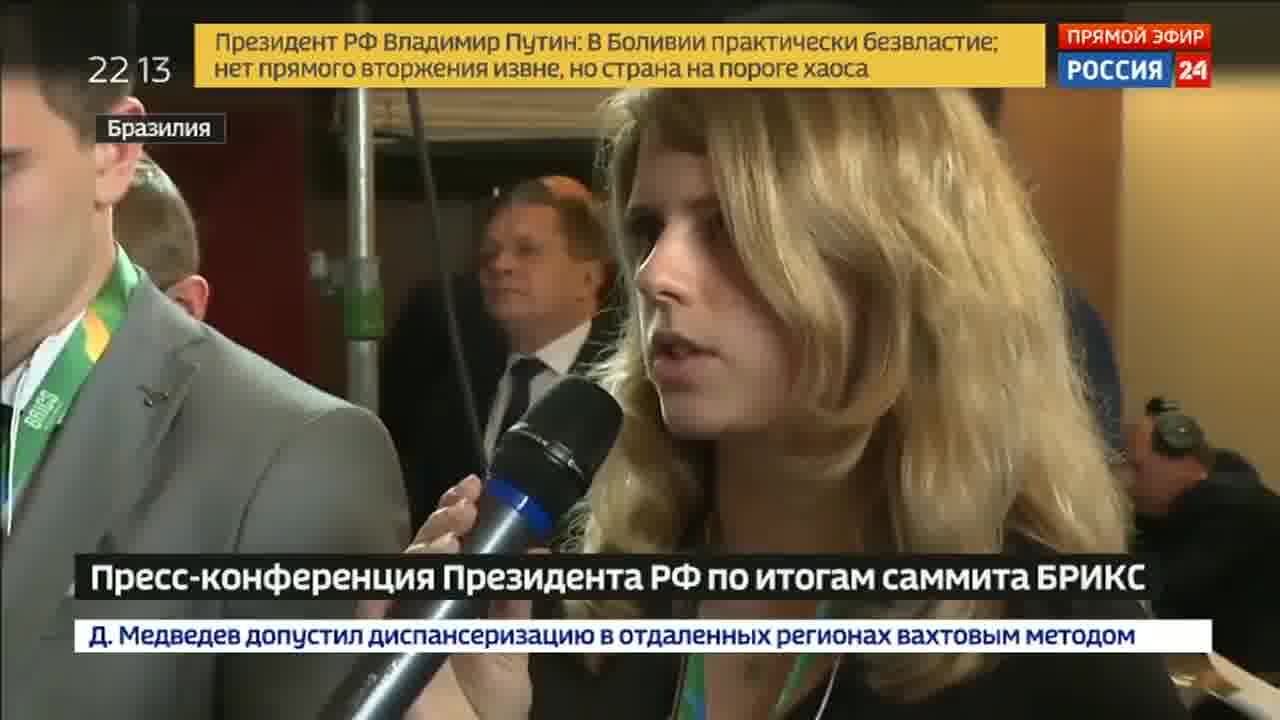 22 13
Президент РФ Владимир Путин: В Боливии практически безвластие;
нет прямого вторжения извне, но страна на пороге хаоса
ПРЯМОЙ ЭФИР
РОССИЯ 24
Бразилия
BRICS
Пресс-конференция Президента РФ по итогам саммита БРИКС
Д. Медведев допустил диспансеризацию в отдаленных регионах вахтовым методом